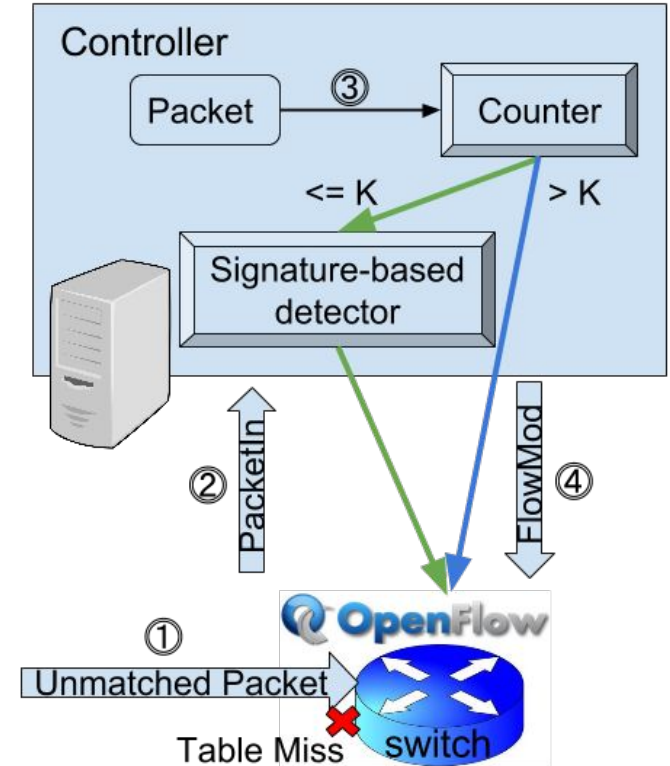 Controller
Packet
③
Counter
<= K
> K
Signature-based
detector
②
PacketIn
FlowMod
④
OpenFlow
①
Unmatched Packet
Table Miss
switch